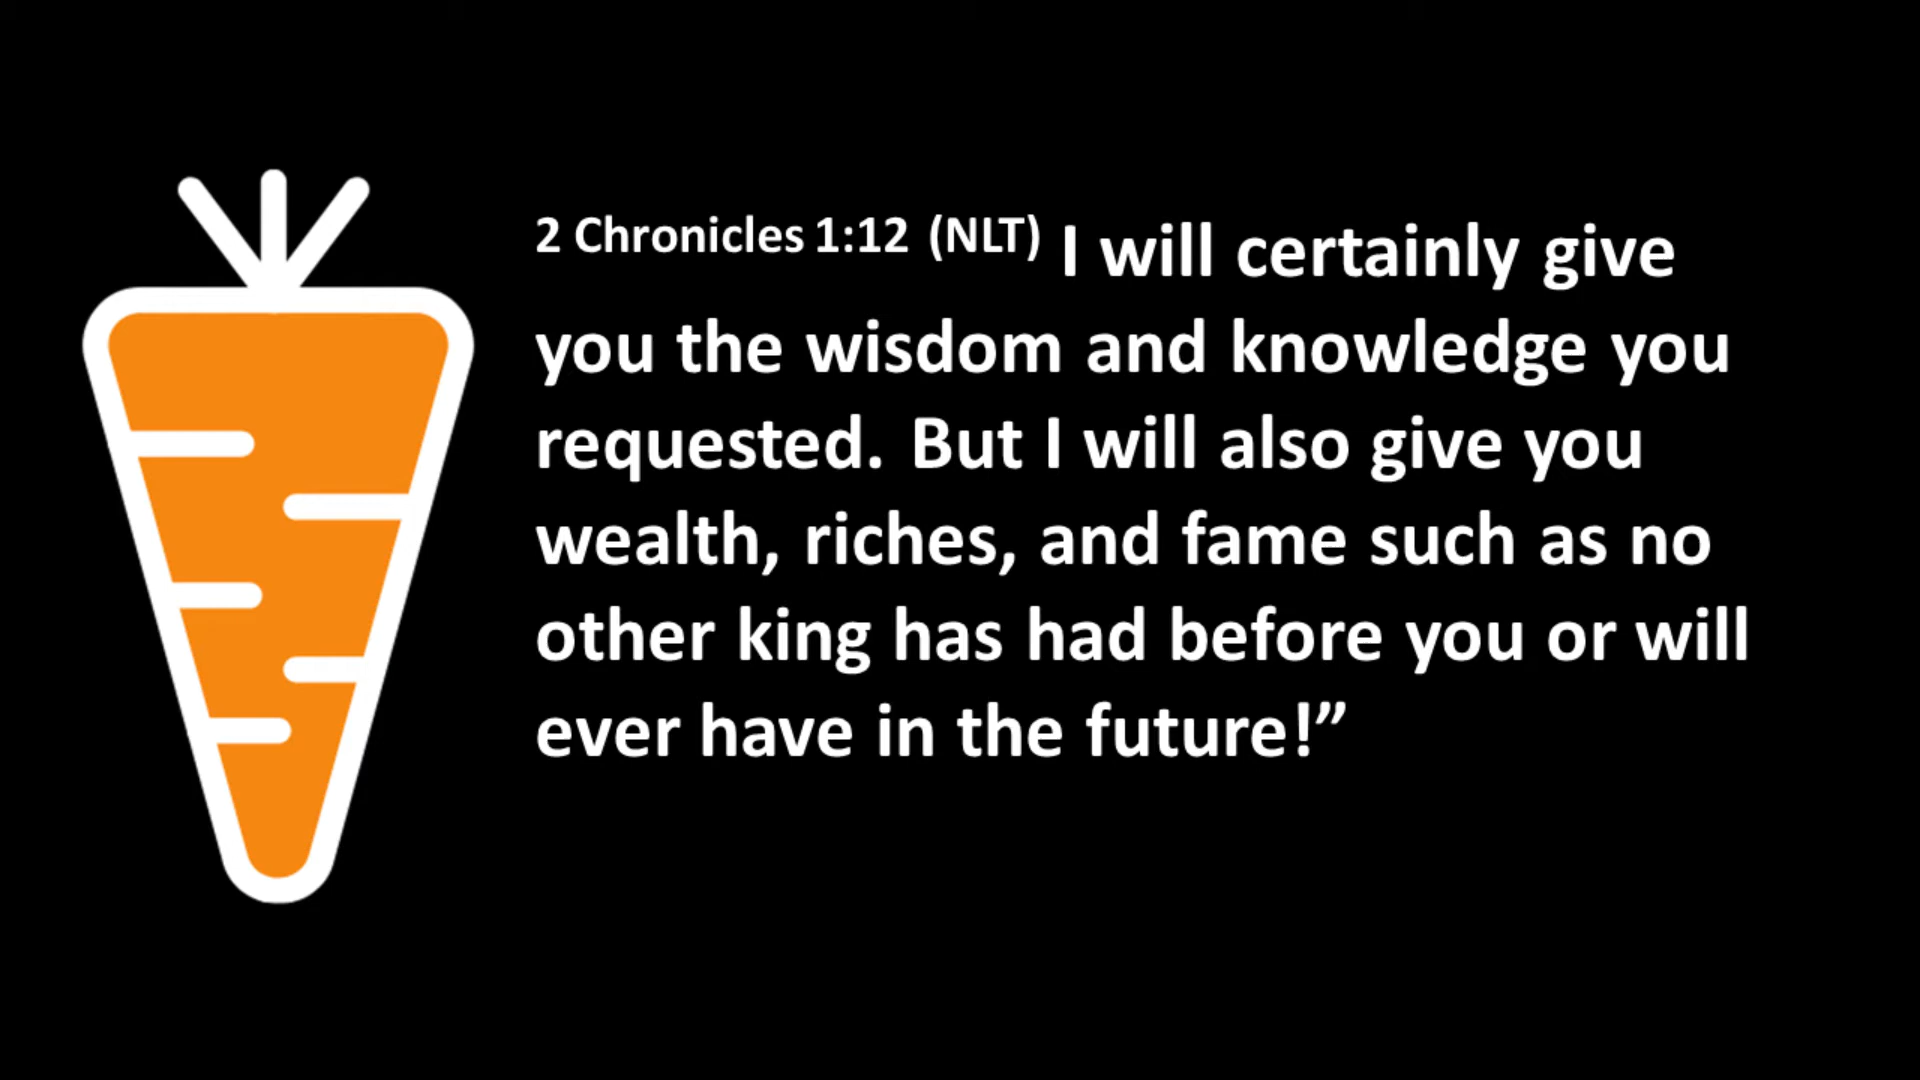 2 Chronicles 1:12 (NLT) I will certainly give
you the wisdom and knowledge you
requested. But I will also give you
wealth, riches, and fame such as no
other king has had before you or will
ever have in the future!”